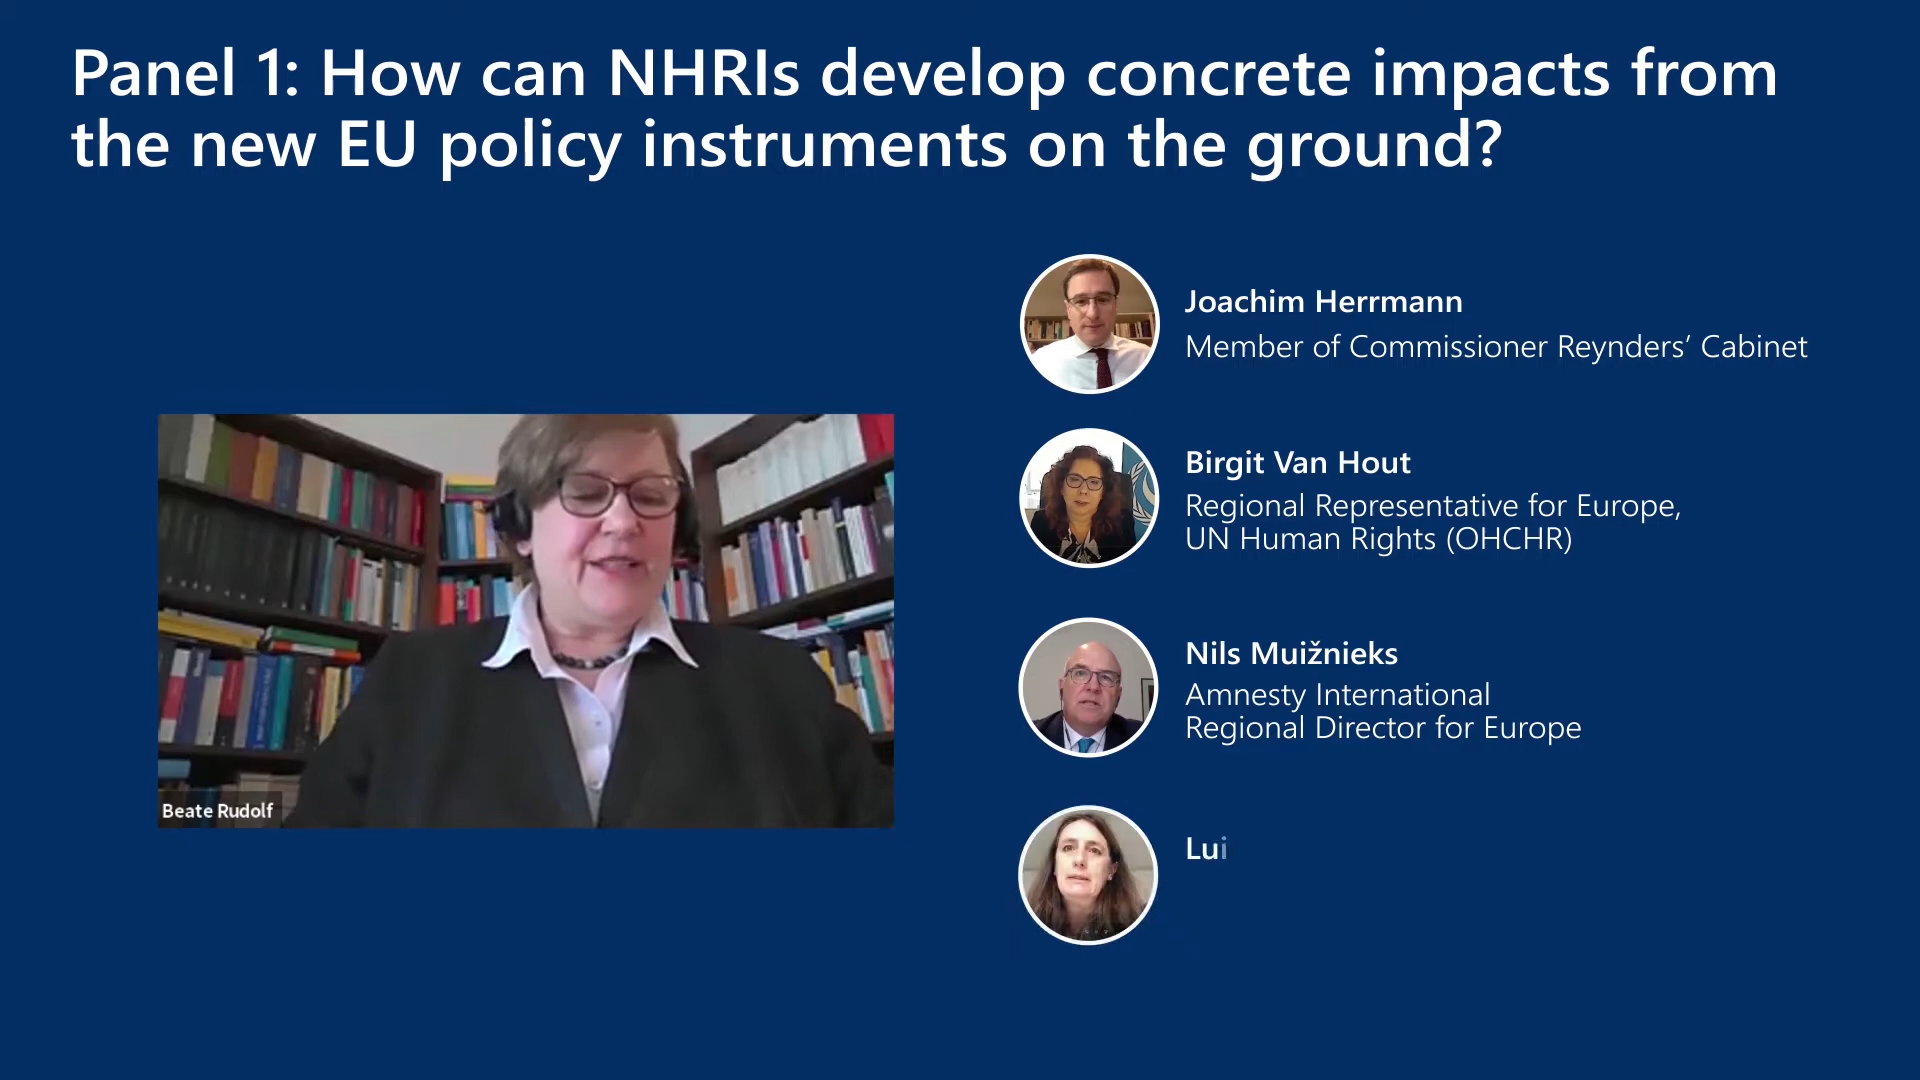 Panel 1: How can NHRIs develop concrete impacts from
the new EU policy instruments on the ground?
Joachim Herrmann
Member of Commissioner Reynders’ Cabinet
Birgit Van Hout
Regional Representative for Europe,
UN Human Rights (OHCHR)
Nils Muižnieks
Amnesty International
Regional Director for Europe
Lui
Beate Rudolf